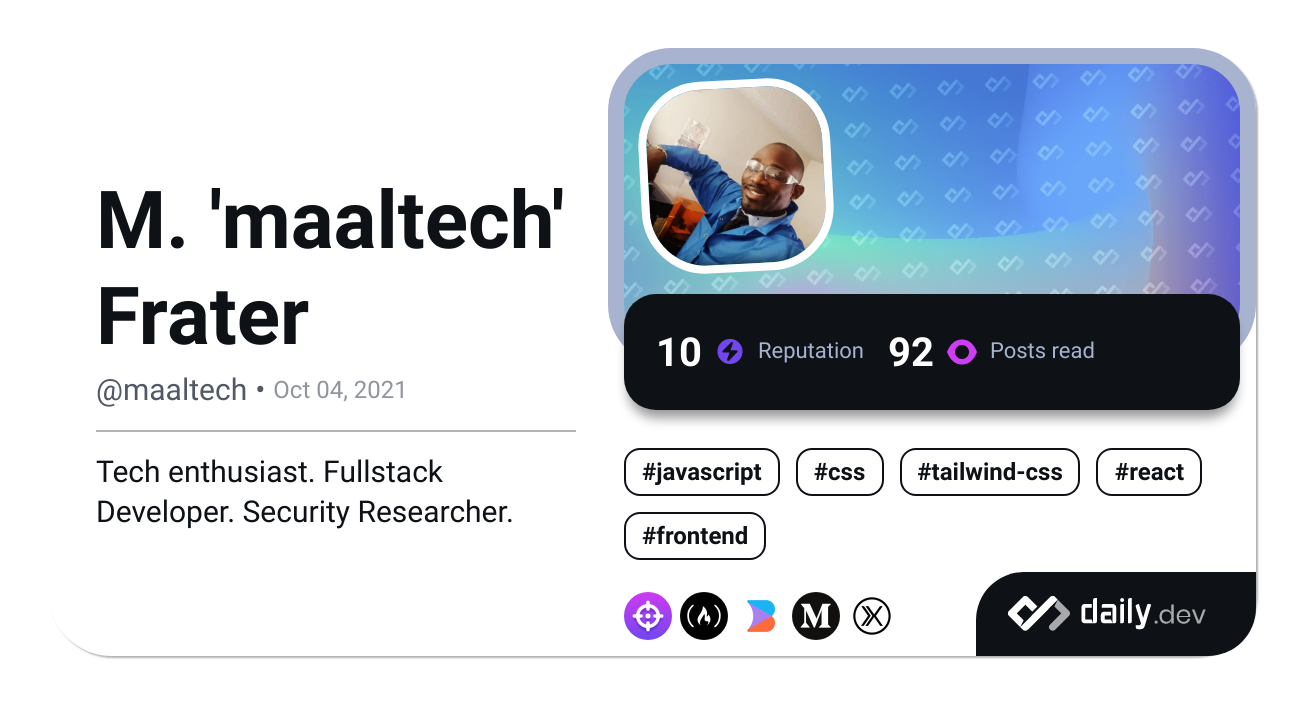 M. 'maaltech'
Frater
@maaltech • Oct 04, 2021
Tech enthusiast. Fullstack
Developer. Security Researcher.
10 Reputation 92 Posts read
#javascript #css #tailwind-css #react
#frontend
M
daily.dev